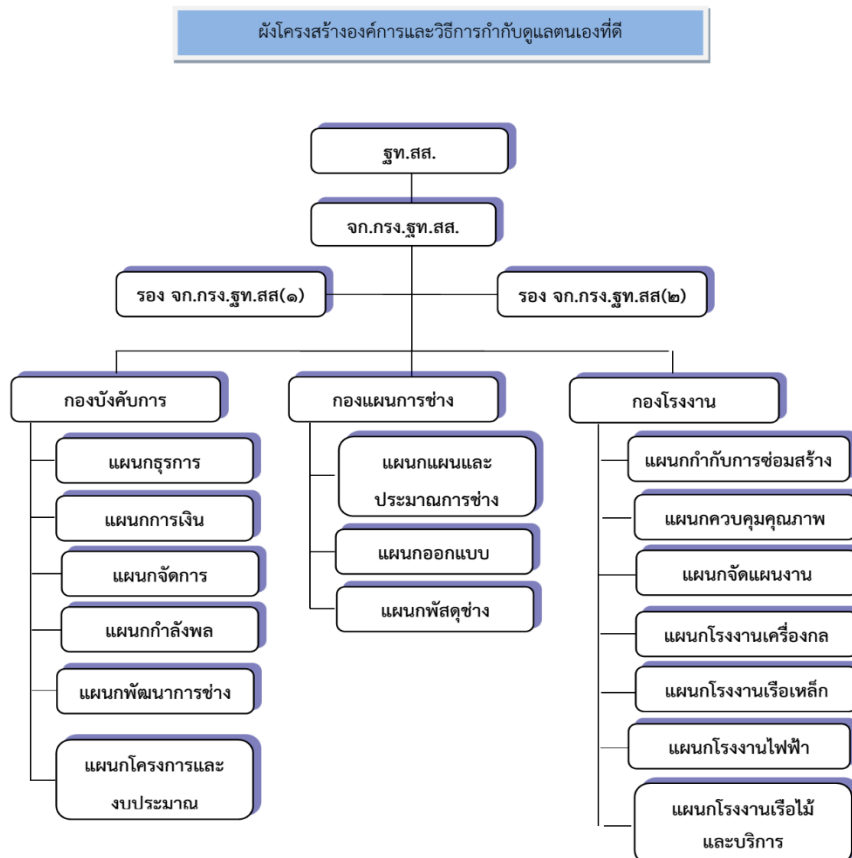 ผังโครงสร้างองค์การและวิธีการกำกับดูแลตนเองที่ดี
ฐท.สส.
จก.กรง.ฐท.สส.
รอง จก.กรง.ฐท.สส(๑)
รอง จก.กรง.ฐท.สส(๒)
กองบังคับการ
แผนกธุรการ
แผนกการเงิน
แผนกจัดการ
แผนกกำลังพล
แผนกพัฒนาการช่าง
แผนกโครงการและ
งบประมาณ
กองแผนการช่าง
แผนกแผนและ
ประมาณการช่าง
แผนกออกแบบ
แผนกพัสดุช่าง
กองโรงงาน
แผนกกำกับการซ่อมสร้าง
แผนกควบคุมคุณภาพ
แผนกจัดแผนงาน
แผนกโรงงานเครื่องกล
แผนกโรงงานเรือเหล็ก
แผนกโรงงานไฟฟ้า
แผนกโรงงานเรือไม้
และบริการ